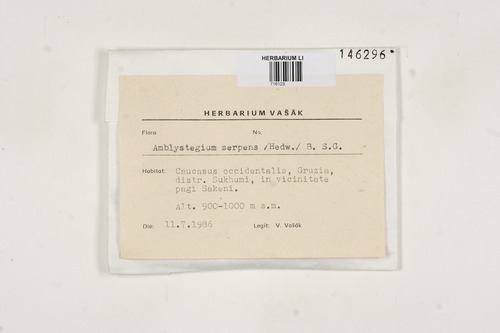 146296
HERBARIUM LI
716123
HERBARIUM VAŠÁK
Flora No.
Amblystegium serpens /Hedw./ B. S.G.
Habitat: Caucasus occidentalis, Gruzia,
distr. Sukhumi, in vicinitate
pagi Sakeni.
Alt. 900-1000 m s.m.
Die: 11.7.1986 Legit: V. Vašák